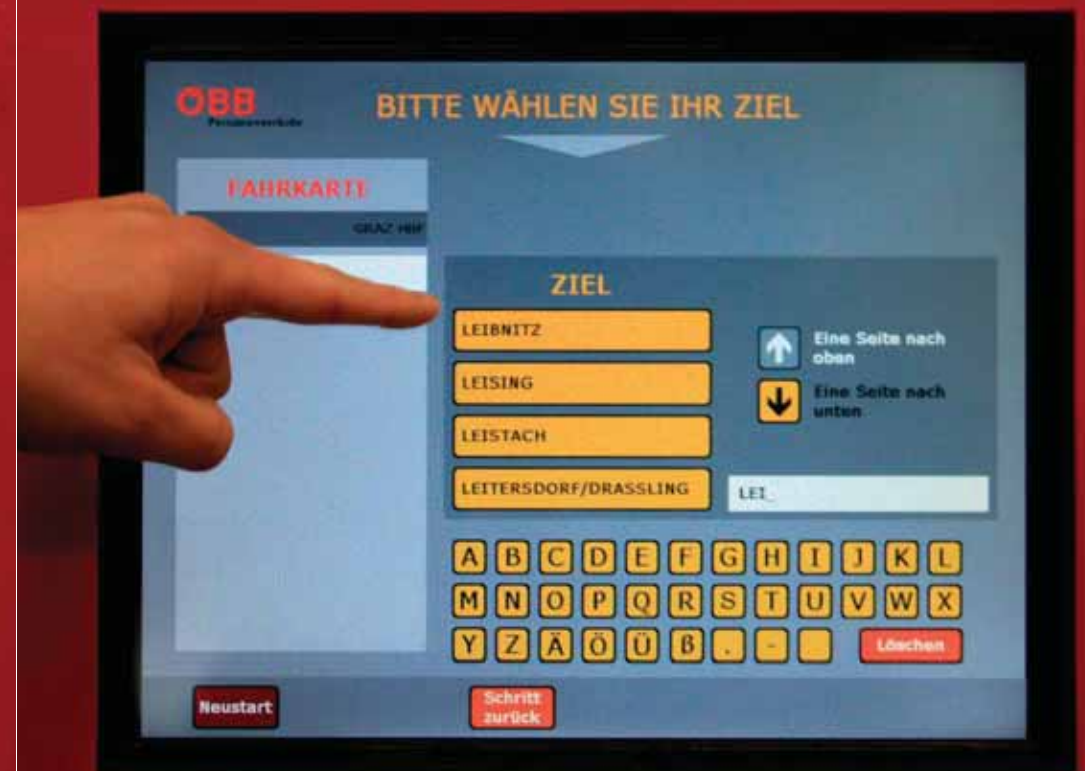 ÖBB
Personenverkehr
BITTE WÄHLEN SIE IHR ZIEL
FAHRKARTE
GRAZ HBF
ZIEL
LEIBNITZ
LEISING
LEISTACH
LEITERSDORF/DRASSLING
Eine Seite nach
oben
Eine Seite nach
unten
LEI_
A B C D E F G H I J K L
M N O P Q R S T U V W X
Y Z Ä Ö Ü ß . -
Löschen
Neustart
Schritt
zurück